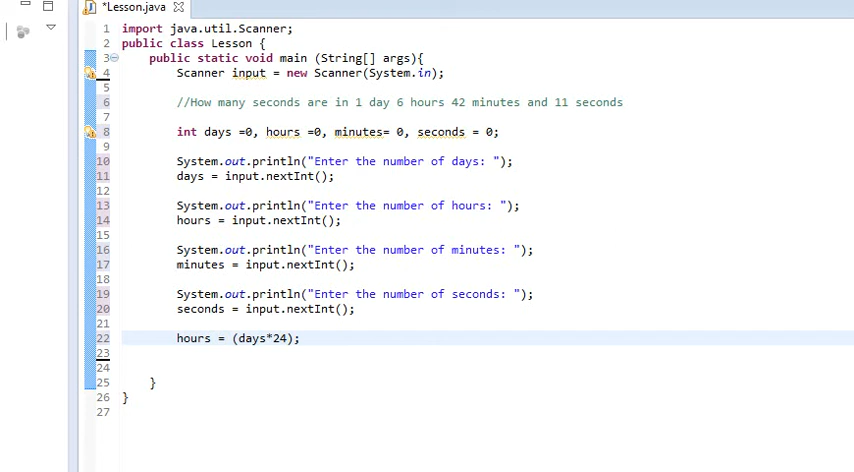 *Lesson.java
1 import java.util.Scanner;
2 public class Lesson {
3 public static void main (String[] args){
4 Scanner input = new Scanner(System.in);
5
6 //How many seconds are in 1 day 6 hours 42 minutes and 11 seconds
7
8 int days =0, hours =0, minutes= 0, seconds = 0;
9
10 System.out.println("Enter the number of days: ");
11 days = input.nextInt();
12
13 System.out.println("Enter the number of hours: ");
14 hours = input.nextInt();
15
16 System.out.println("Enter the number of minutes: ");
17 minutes = input.nextInt();
18
19 System.out.println("Enter the number of seconds: ");
20 seconds = input.nextInt();
21
22 hours = (days*24);
23
24
25 }
26 }
27